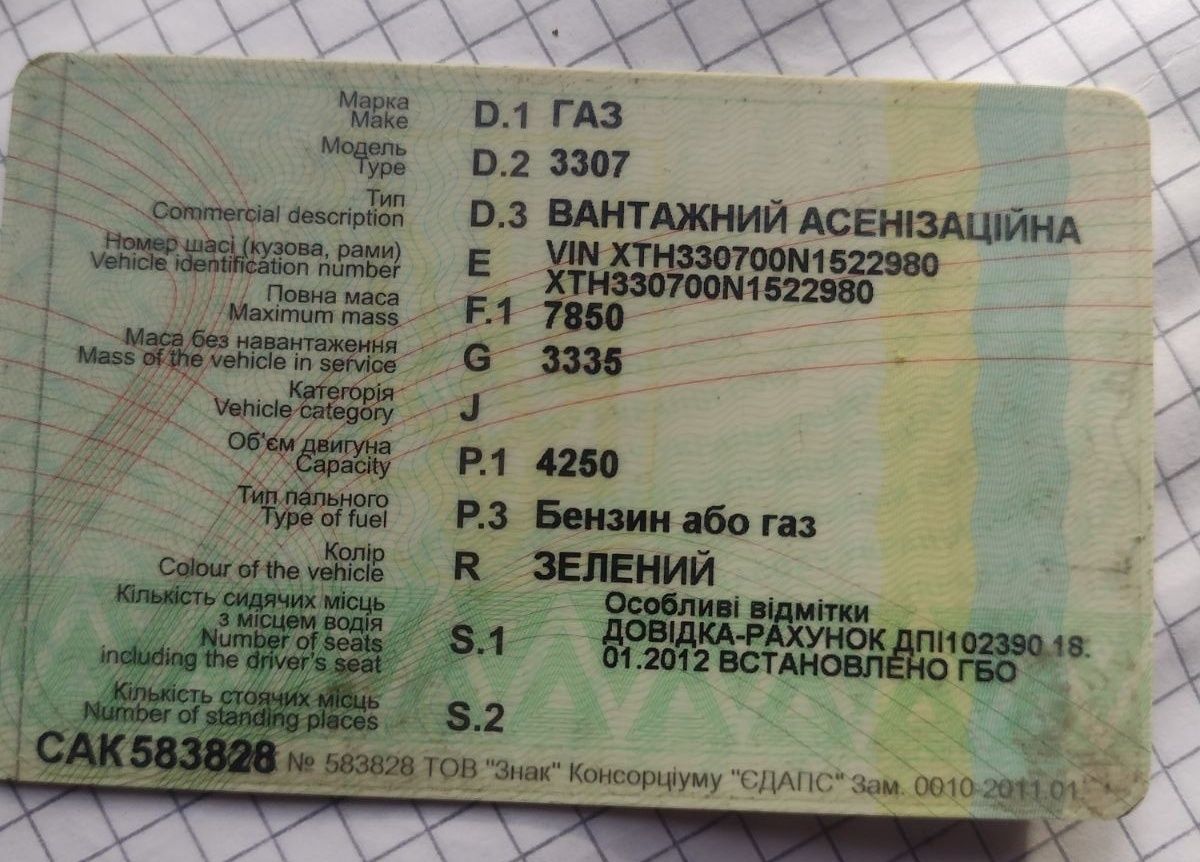 Марка
Make D.1 ГАЗ
Модель
Type D.2 3307
Тип
Commercial description D.3 ВАНТАЖНИЙ АСЕНІЗАЦІЙНА
Номер шасі (кузова, рами)
Vehicle identification number E VIN XTH330700N1522980
XTH330700N1522980
Повна маса
Maximum mass F.1 7850
Маса без навантаження
Mass of the vehicle in service G 3335
Категорія
Vehicle category J
Об'єм двигуна
Capacity P.1 4250
Тип пального
Type of fuel P.3 Бензин або газ
Колір
Colour of the vehicle R ЗЕЛЕНИЙ
Кількість сидячих місць
з місцем водія
Number of seats
including the driver's seat S.1
Особливі відмітки
ДОВІДКА-РАХУНОК ДПІ102390 18.
01.2012 ВСТАНОВЛЕНО ГБО
Кількість стоячих місць
Number of standing places S.2
САК583828 № 583828 ТОВ "Знак" Консорціуму "ЄДАПС" Зам. 0010 2011.01